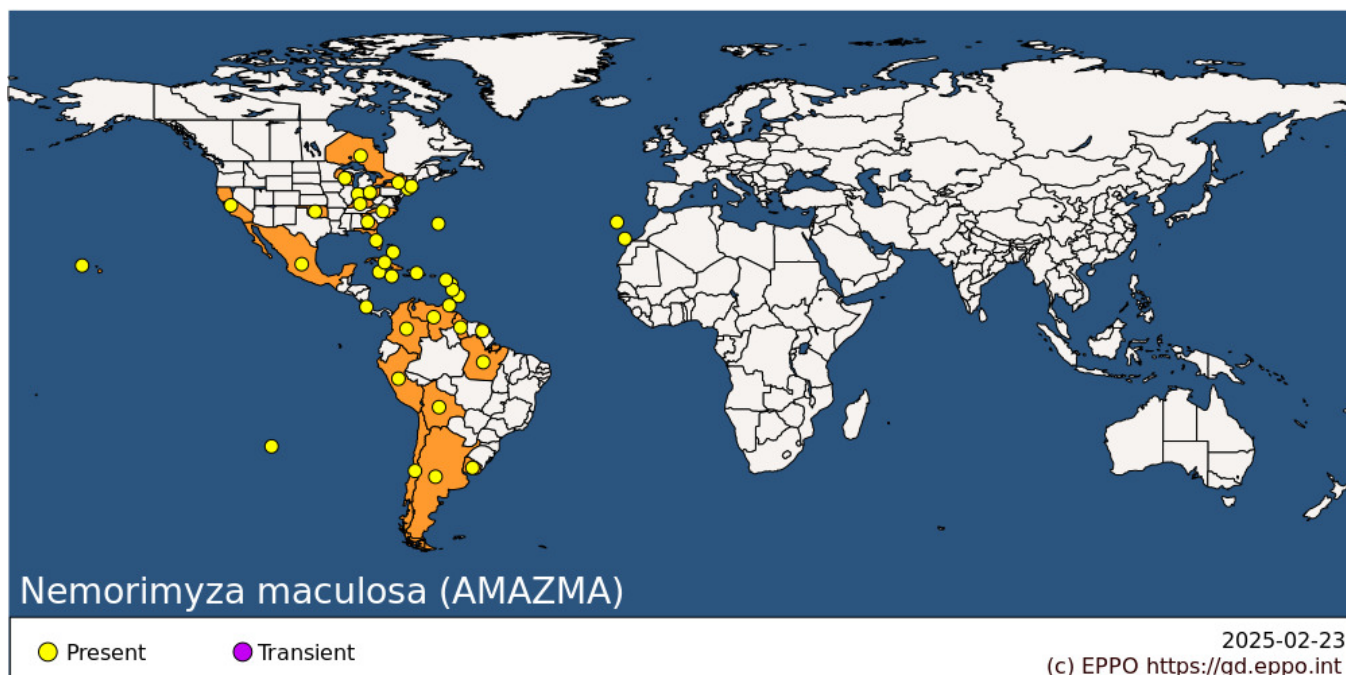 Nemorimyza maculosa (AMAZMA)
Present
Transient
2025-02-23
(c) EPPO https://gd.eppo.int